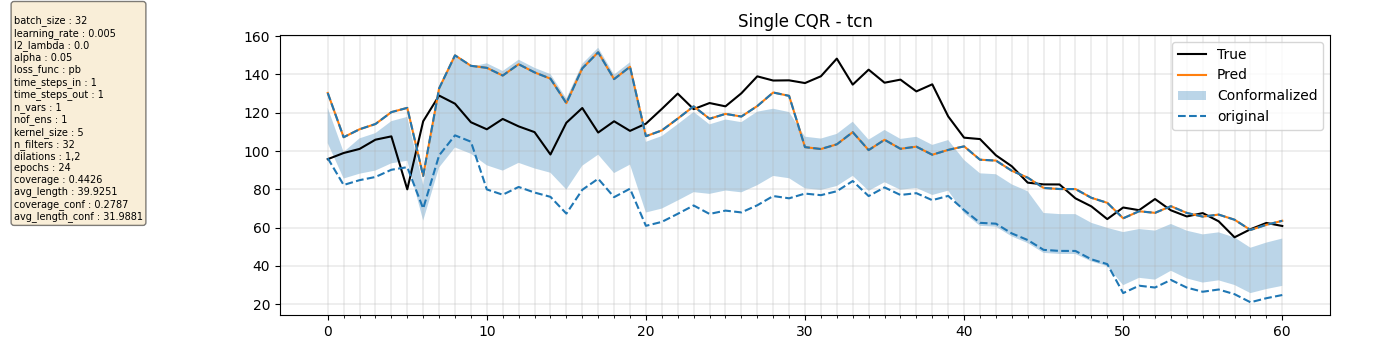 batch_size : 32
learning_rate : 0.005
l2_lambda : 0.0
alpha : 0.05
loss_func : pb
time_steps_in : 1
time_steps_out : 1
n_vars : 1
nof_ens : 1
kernel_size : 5
n_filters : 32
dilations : 1,2
epochs : 24
coverage : 0.4426
avg_length : 39.9251
coverage_conf : 0.2787
avg_length_conf : 31.9881
Single CQR - tcn
160
140
120
100
80
60
40
20
True
Pred
Conformalized
original
0 10 20 30 40 50 60